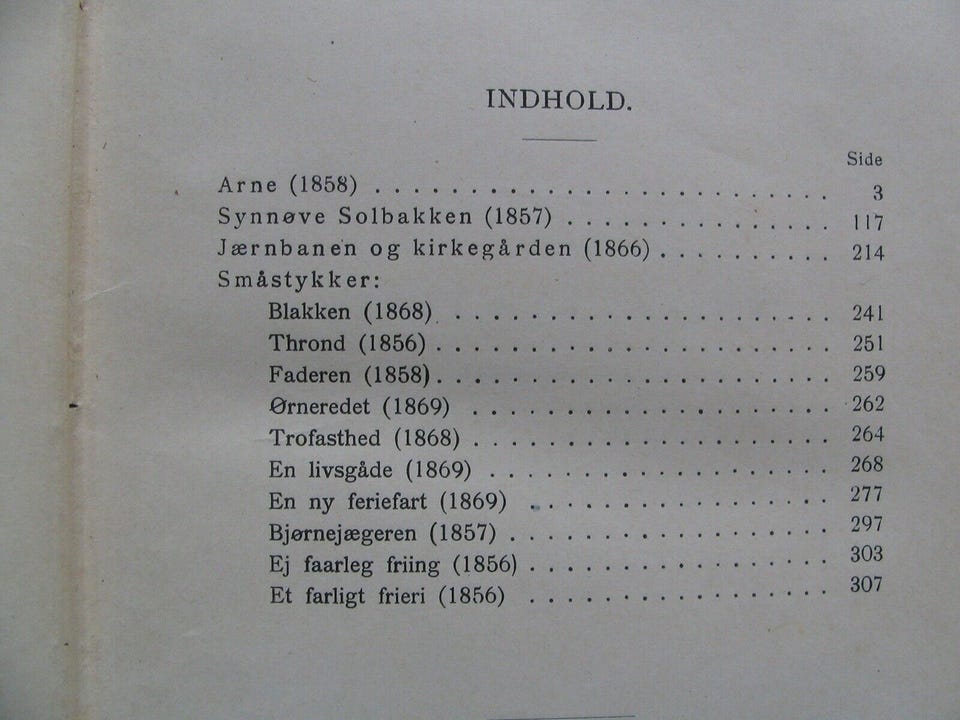 INDHOLD.
Side
Arne (1858) . . . . . . . . . . . . . . . . . . . . . . . . 3
Synnøve Solbakken (1857) . . . . . . . . . . . . . . 117
Jærnbanen og kirkegården (1866) . . . . . . . . . . 214
Småstykker:
Blakken (1868) . . . . . . . . . . . . . . . . . . . . 241
Thrond (1856) . . . . . . . . . . . . . . . . . . . . . 251
Faderen (1858) . . . . . . . . . . . . . . . . . . . . . 259
Ørneredet (1869) . . . . . . . . . . . . . . . . . . . 262
Trofasthed (1868) . . . . . . . . . . . . . . . . . . . 264
En livsgåde (1869) . . . . . . . . . . . . . . . . . . 268
En ny feriefart (1869) . . . . . . . . . . . . . . . . 277
Bjørnejægeren (1857) . . . . . . . . . . . . . . . . . 297
Ej faarleg friing (1856) . . . . . . . . . . . . . . . . 303
Et farligt frieri (1856) . . . . . . . . . . . . . . . . 307